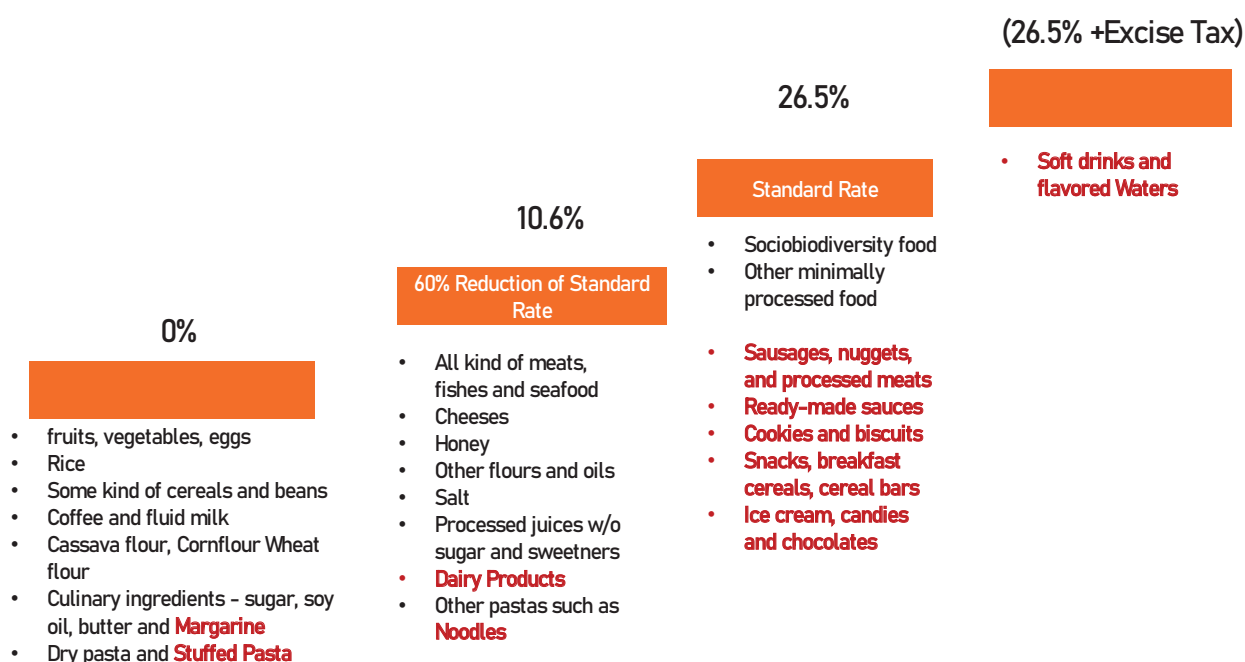 (26.5% +Excise Tax)
• Soft drinks and
flavored Waters
26.5%
Standard Rate
• Sociobiodiversity food
• Other minimally
processed food
• Sausages, nuggets,
and processed meats
• Ready-made sauces
• Cookies and biscuits
• Snacks, breakfast
cereals, cereal bars
• Ice cream, candies
and chocolates
10.6%
60% Reduction of Standard
Rate
• All kind of meats,
fishes and seafood
• Cheeses
• Honey
• Other flours and oils
• Salt
• Processed juices w/o
sugar and sweetners
• Dairy Products
• Other pastas such as
Noodles
0%
• fruits, vegetables, eggs
• Rice
• Some kind of cereals and beans
• Coffee and fluid milk
• Cassava flour, Cornflour Wheat
flour
• Culinary ingredients - sugar, soy
oil, butter and Margarine
• Dry pasta and Stuffed Pasta